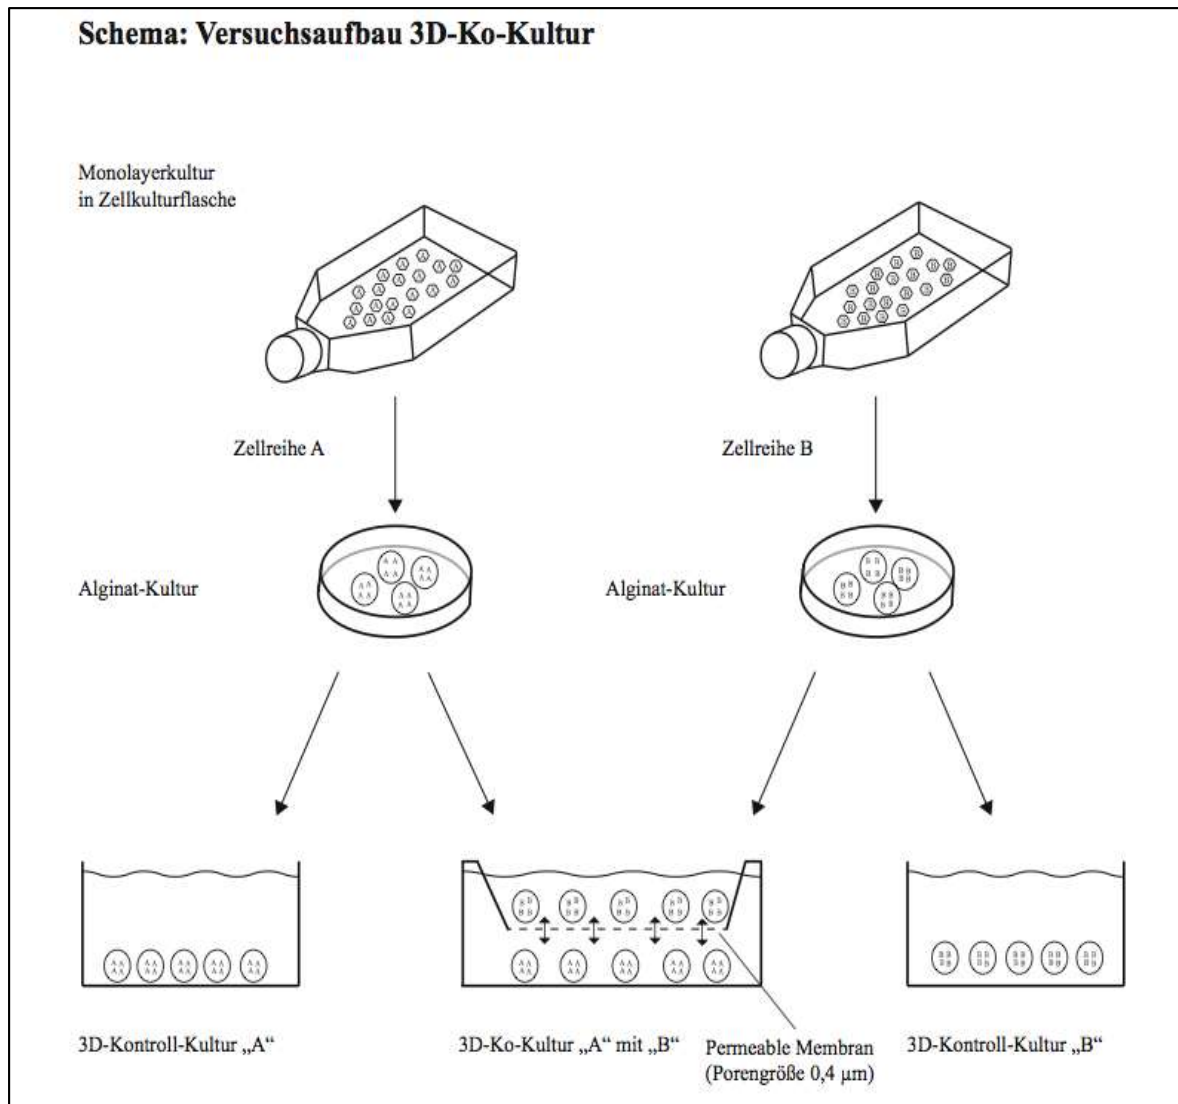 Schema: Versuchsaufbau 3D-Ko-Kultur
Monolayerkultur
in Zellkulturflasche
Zellreihe A
Zellreihe B
Alginat-Kultur
Alginat-Kultur
3D-Kontroll-Kultur „A“
3D-Ko-Kultur „A“ mit „B“
Permeable Membran
(Porengröße 0,4 µm)
3D-Kontroll-Kultur „B“